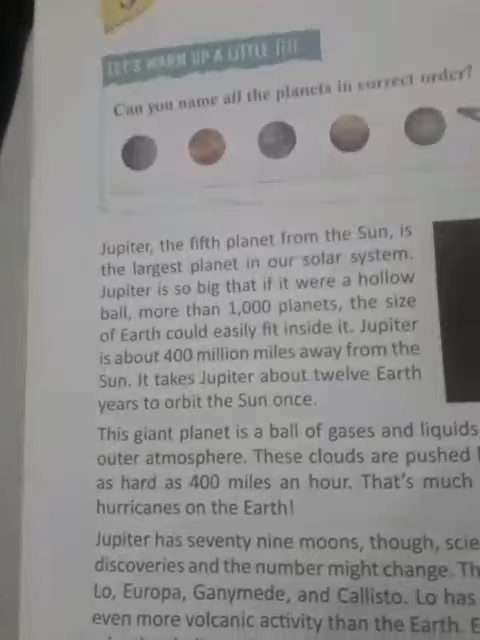 LET'S WARM UP A LITTLE
Can you name all the planets in correct order?
Jupiter, the fifth planet from the Sun, is
the largest planet in our solar system.
Jupiter is so big that if it were a hollow
ball, more than 1,000 planets, the size
of Earth could easily fit inside it. Jupiter
is about 400 million miles away from the
Sun. It takes Jupiter about twelve Earth
years to orbit the Sun once.
This giant planet is a ball of gases and liquids
outer atmosphere. These clouds are pushed
as hard as 400 miles an hour. That's much
hurricanes on the Earth!
Jupiter has seventy nine moons, though, scie
discoveries and the number might change. Th
Lo, Europa, Ganymede, and Callisto. Lo has
even more volcanic activity than the Earth. E